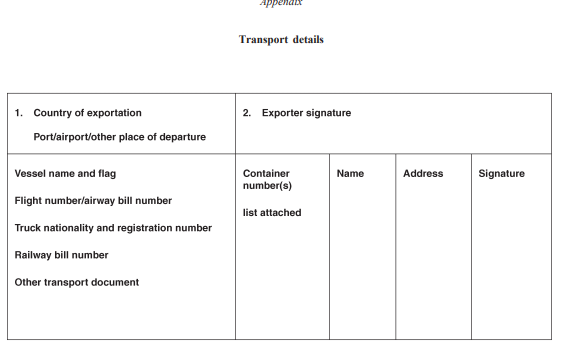 Appendix
Transport details
1. Country of exportation
Port/airport/other place of departure
2. Exporter signature
Vessel name and flag
Flight number/airway bill number
Truck nationality and registration number
Railway bill number
Other transport document
Container
number(s)
list attached
Name
Address
Signature